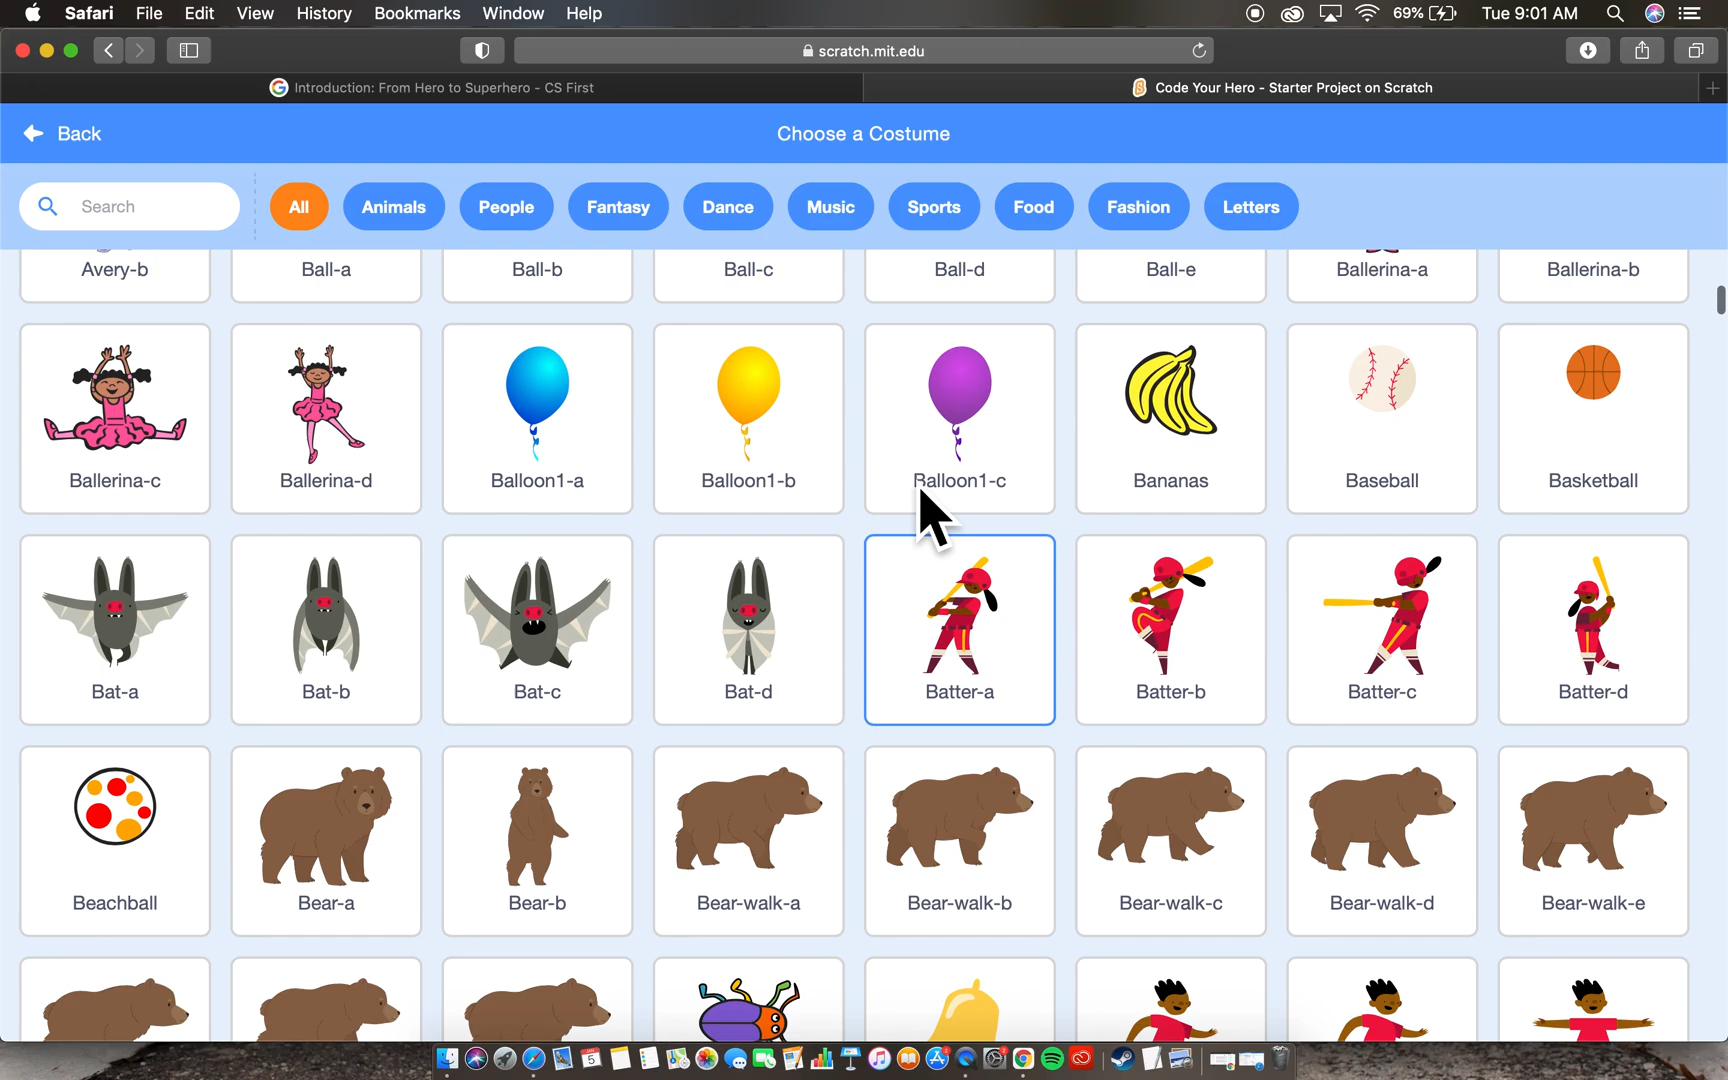 Safari File Edit View History Bookmarks Window Help 69% Tue 9:01 AM
scratch.mit.edu
Introduction: From Hero to Superhero - CS First
Code Your Hero - Starter Project on Scratch
Back
Choose a Costume
Search
All Animals People Fantasy Dance Music Sports Food Fashion Letters
Avery-b Ball-a Ball-b Ball-c Ball-d Ball-e Ballerina-a Ballerina-b
Ballerina-c Ballerina-d Balloon1-a Balloon1-b Balloon1-c Bananas Baseball Basketball
Bat-a Bat-b Bat-c Bat-d Batter-a Batter-b Batter-c Batter-d
Beachball Bear-a Bear-b Bear-walk-a Bear-walk-b Bear-walk-c Bear-walk-d Bear-walk-e
5